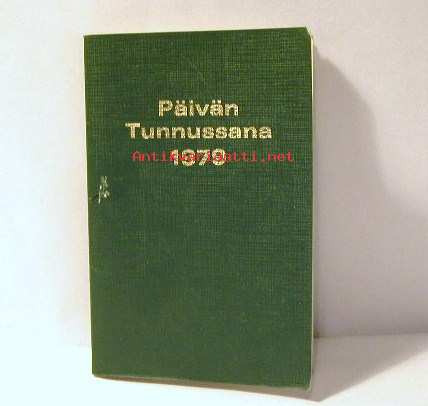 Päivän
Tunnussana
Antikvariaatti.net
1979